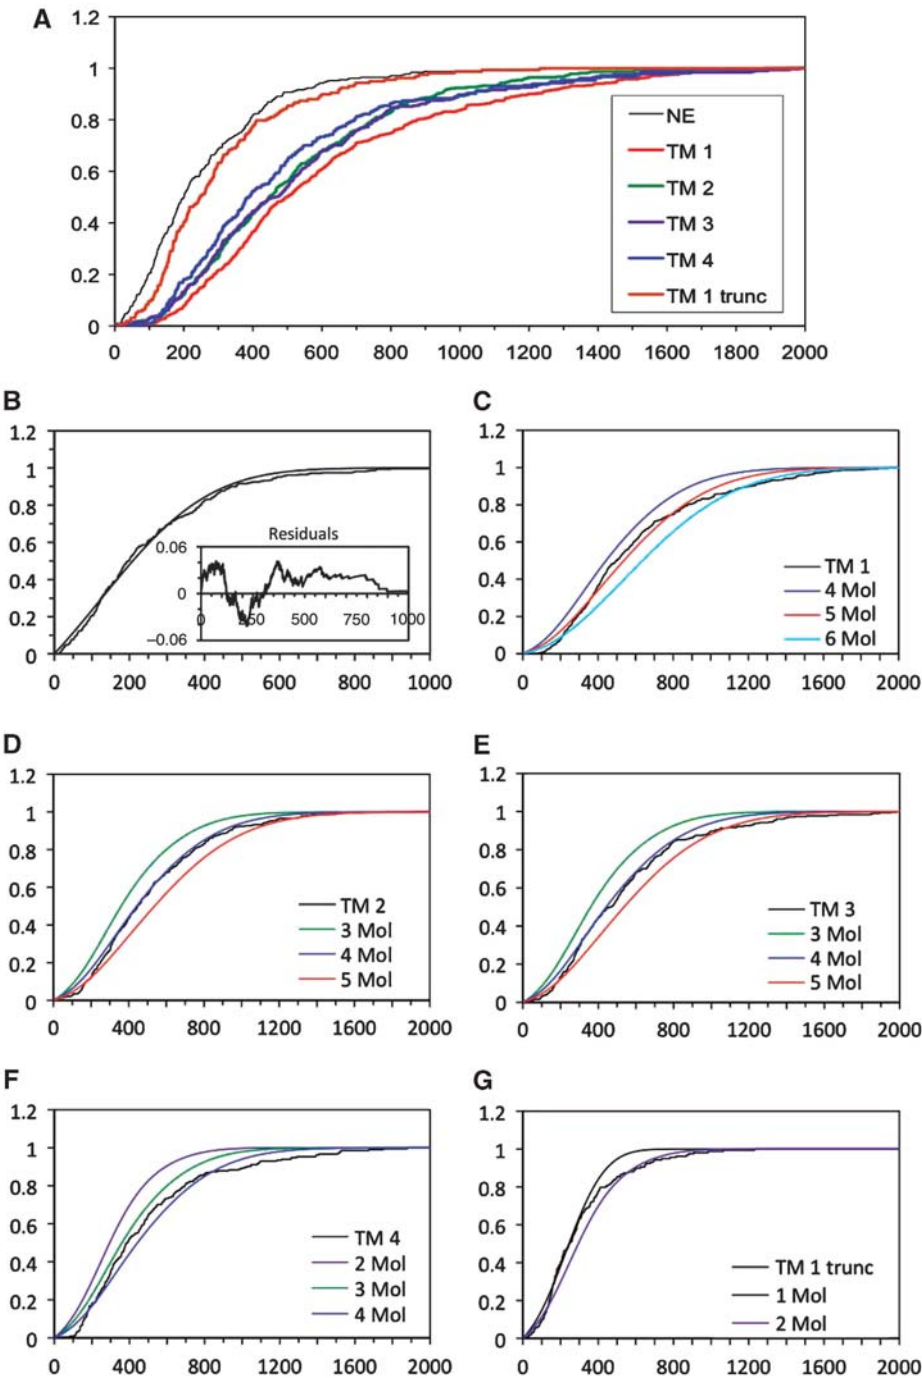 A
1.2
1
0.8
0.6
0.4
0.2
0
NE
TM 1
TM 2
TM 3
TM 4
TM 1 trunc
0 200 400 600 800 1000 1200 1400 1600 1800 2000
B
1.2
1
0.8
0.6
0.4
0.2
0
Residuals
0.06
0
−0.06
0 250 500 750 1000
0 200 400 600 800 1000
C
1.2
1
0.8
0.6
0.4
0.2
0
TM 1
4 Mol
5 Mol
6 Mol
0 400 800 1200 1600 2000
D
1.2
1
0.8
0.6
0.4
0.2
0
TM 2
3 Mol
4 Mol
5 Mol
0 400 800 1200 1600 2000
E
1.2
1
0.8
0.6
0.4
0.2
0
TM 3
3 Mol
4 Mol
5 Mol
0 400 800 1200 1600 2000
F
1.2
1
0.8
0.6
0.4
0.2
0
TM 4
2 Mol
3 Mol
4 Mol
0 400 800 1200 1600 2000
G
1.2
1
0.8
0.6
0.4
0.2
0
TM 1 trunc
1 Mol
2 Mol
0 400 800 1200 1600 2000